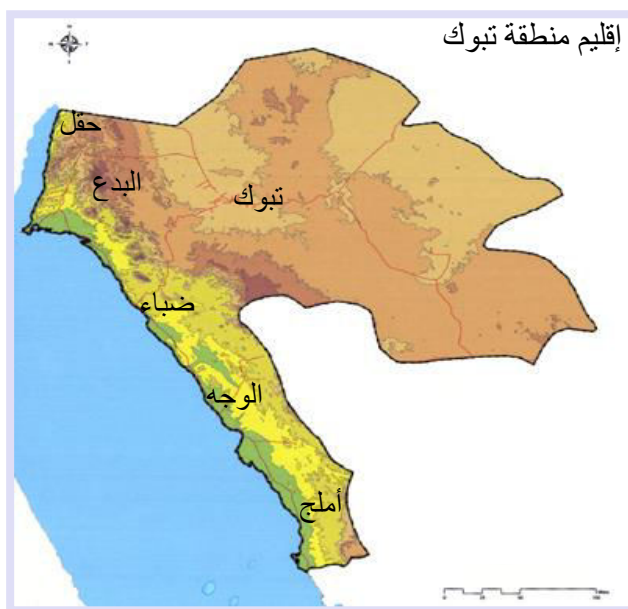 إقليم منطقة تبوك
حقل
البدع
تبوك
ضباء
الوجه
أملج